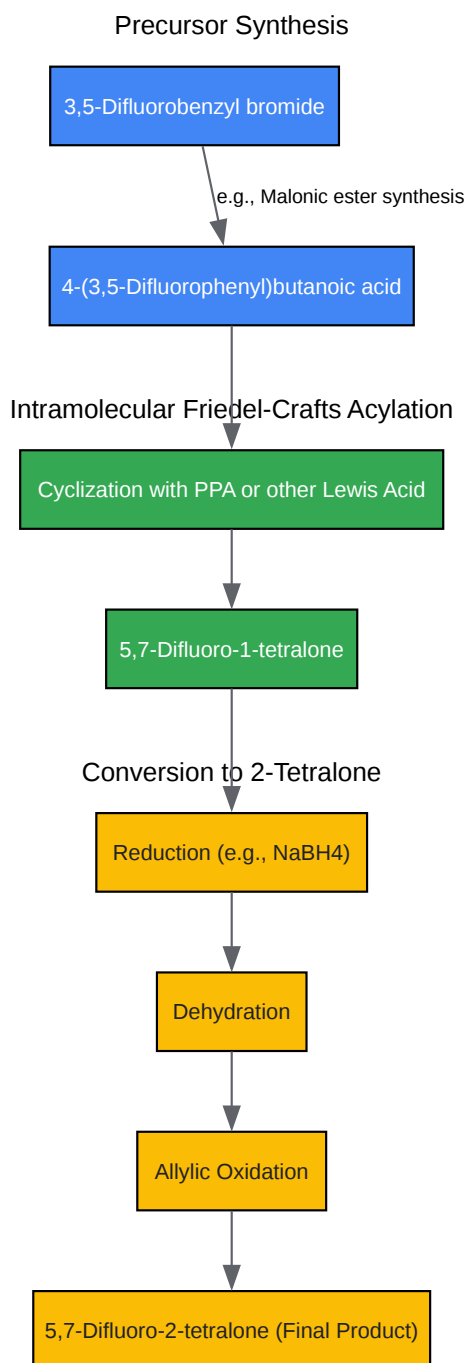 Precursor Synthesis
3,5-Difluorobenzyl bromide
e.g., Malonic ester synthesis
4-(3,5-Difluorophenyl)butanoic acid
Intramolecular Friedel-Crafts Acylation
Cyclization with PPA or other Lewis Acid
5,7-Difluoro-1-tetralone
Conversion to 2-Tetralone
Reduction (e.g., NaBH4)
Dehydration
Allylic Oxidation
5,7-Difluoro-2-tetralone (Final Product)